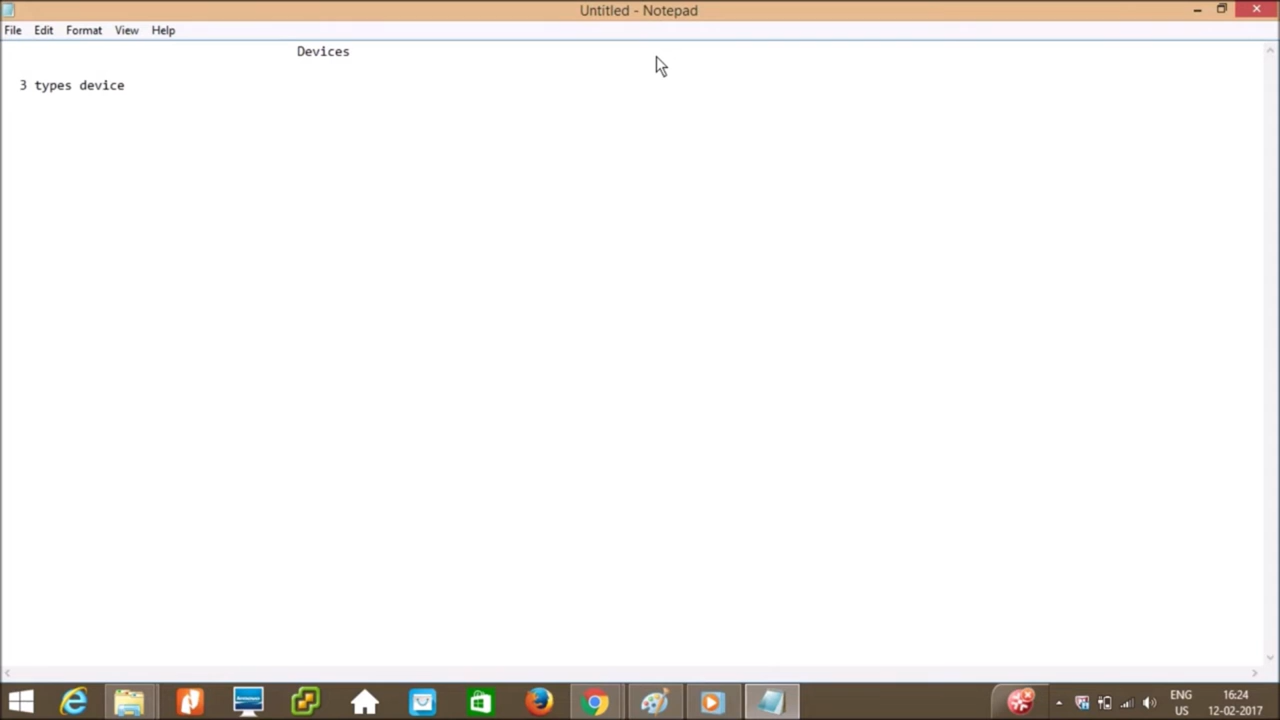 Untitled - Notepad
File Edit Format View Help
Devices
3 types device
ENG 16:24
US 12-02-2017